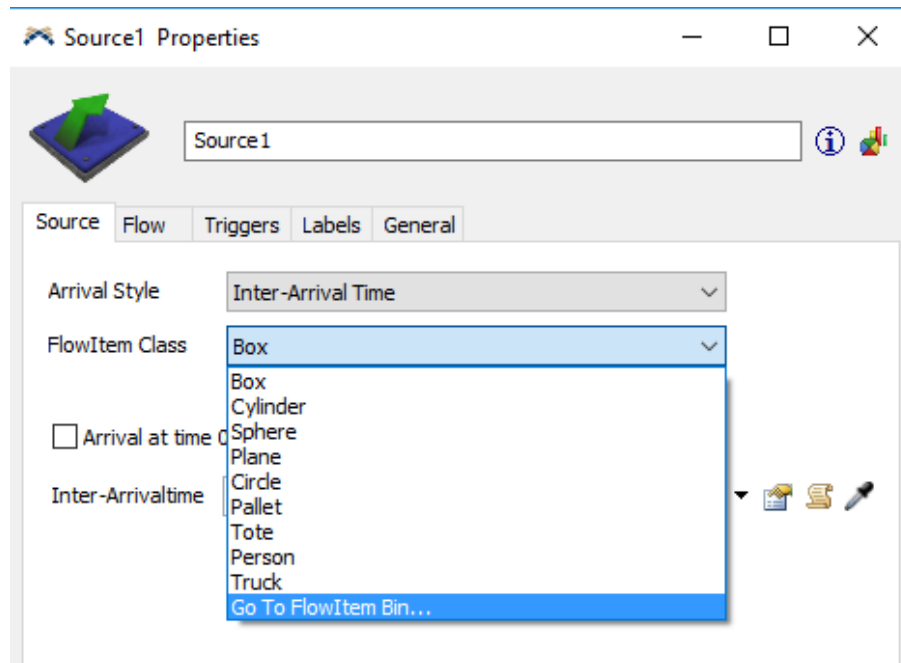 Source1 Properties
Source1
Source Flow Triggers Labels General
Arrival Style Inter-Arrival Time
FlowItem Class Box
Box
Cylinder
Arrival at time 0 Sphere
Plane
Circle
Inter-Arrivaltime Pallet
Tote
Person
Truck
Go To FlowItem Bin...